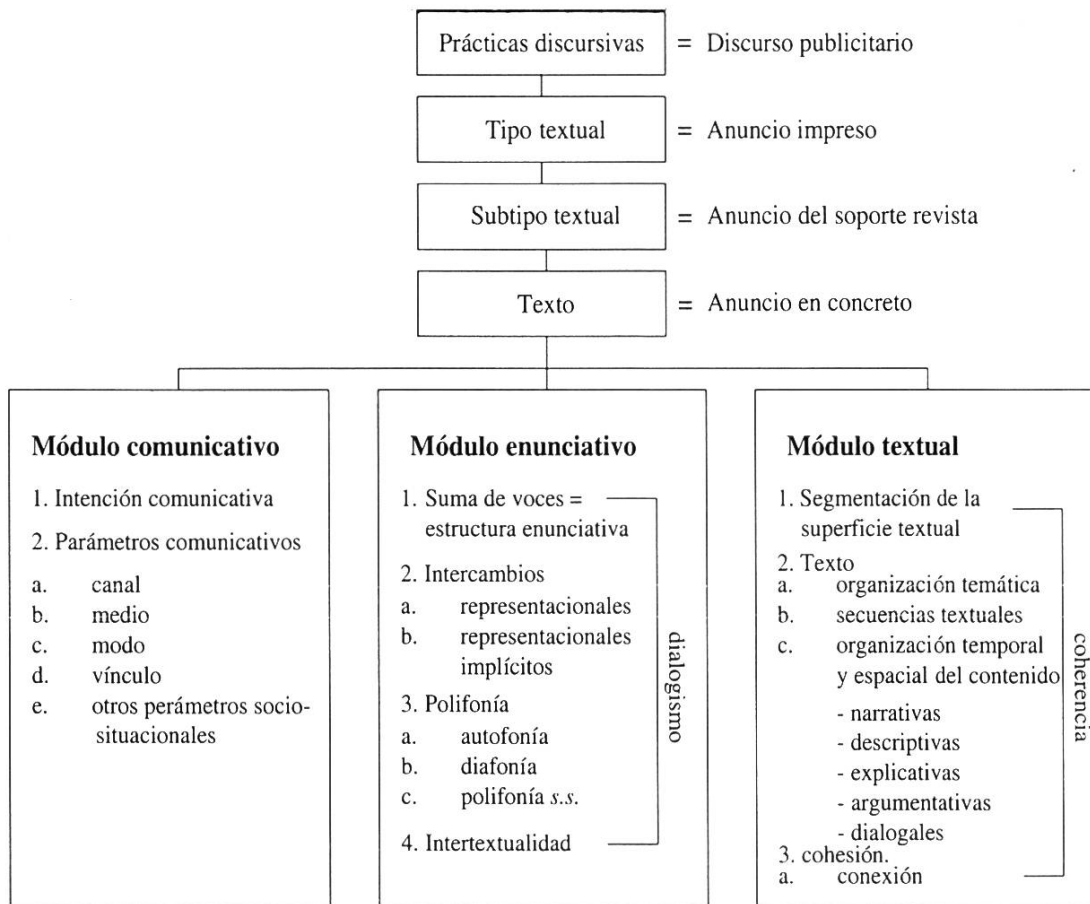 Prácticas discursivas = Discurso publicitario
Tipo textual = Anuncio impreso
Subtipo textual = Anuncio del soporte revista
Texto = Anuncio en concreto
Módulo comunicativo
1. Intención comunicativa
2. Parámetros comunicativos
a. canal
b. medio
c. modo
d. vínculo
e. otros perámetros socio-
situacionales
Módulo enunciativo
1. Suma de voces =
estructura enunciativa
2. Intercambios
a. representacionales
b. representacionales
implícitos
3. Polifonía
a. autofonía
b. diafonía
c. polifonía s.s.
4. Intertextualidad
dialogismo
Módulo textual
1. Segmentación de la
superficie textual
2. Texto
a. organización temática
b. secuencias textuales
c. organización temporal
y espacial del contenido
- narrativas
- descriptivas
- explicativas
- argumentativas
- dialogales
3. cohesión.
a. conexión
coherencia